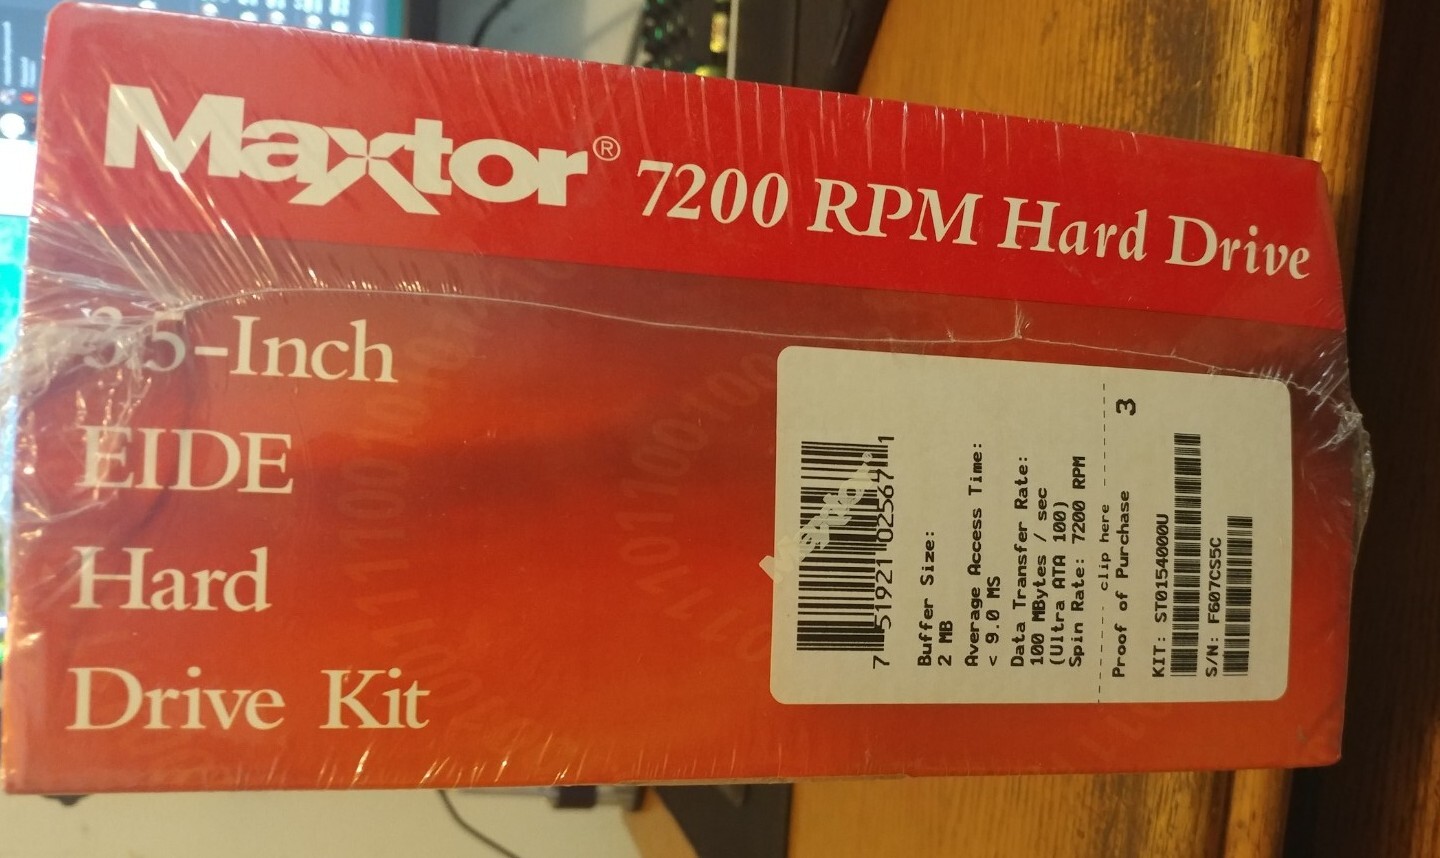 Maxtor® 7200 RPM Hard Drive
3.5-Inch
EIDE
Hard
Drive Kit
7 51921 02567 1
Maxtor
Buffer Size:
2 MB
Average Access Time:
< 9.0 MS
Data Transfer Rate:
100 MBytes / sec
(Ultra ATA 100)
Spin Rate: 7200 RPM
clip here
Proof of Purchase 3
KIT: ST0154000U
S/N: F607CS5C